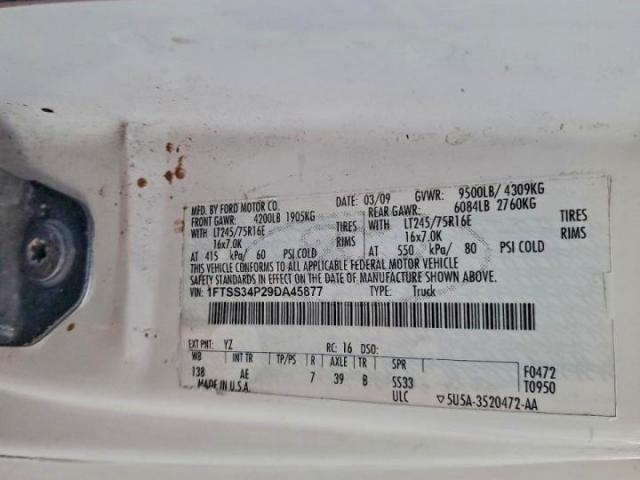 MFD. BY FORD MOTOR CO. DATE: 03/09 GVWR: 9500LB/ 4309KG
FRONT GAWR: 4200LB 1905KG REAR GAWR: 6084LB 2760KG
WITH LT245/75R16E TIRES WITH LT245/75R16E TIRES
16x7.0K RIMS 16x7.0K RIMS
AT 415 kPa/ 60 PSI COLD AT 550 kPa/ 80 PSI COLD
THIS VEHICLE CONFORMS TO ALL APPLICABLE FEDERAL MOTOR VEHICLE
SAFETY STANDARDS IN EFFECT ON THE DATE OF MANUFACTURE SHOWN ABOVE.
VIN: 1FTSS34P29DA45877 TYPE: Truck
EXT PNT: YZ RC: 16 DSO:
WB INT TR TP/PS R AXLE TR SPR F0472
138 AE 7 39 B SS33 T0950
MADE IN U.S.A. ULC ▽5U5A-3520472-AA